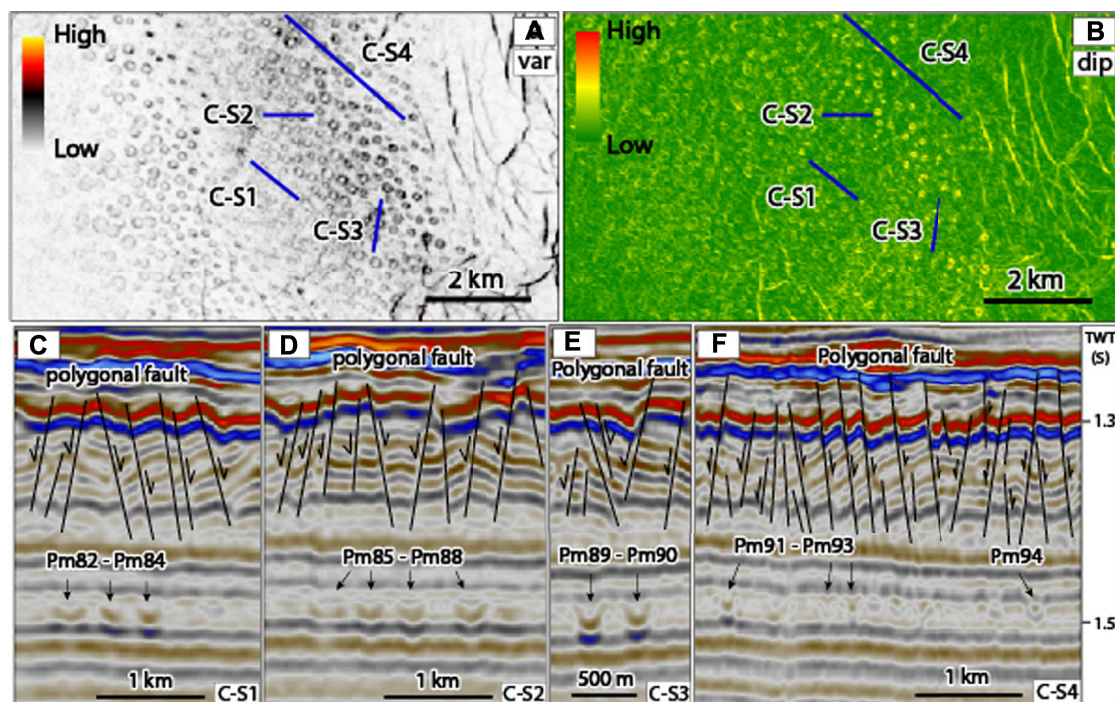 High
Low
A
var
C-S4
C-S2
C-S1
C-S3
2 km
High
Low
B
dip
C-S4
C-S2
C-S1
C-S3
2 km
C
polygonal fault
Pm82 - Pm84
1 km
C-S1
D
polygonal fault
Pm85 - Pm88
1 km
C-S2
E
Polygonal fault
Pm89 - Pm90
500 m
C-S3
F
Polygonal fault
Pm91 - Pm93
Pm94
1 km
C-S4
TWT
(S)
1.3
1.5